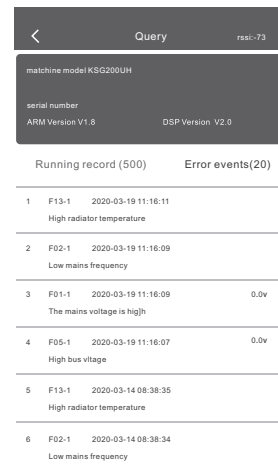 Query rssi:-73
matchine model KSG200UH
serial number
ARM Version V1.8 DSP Version V2.0
Running record (500) Error events(20)
1 F13-1 2020-03-19 11:16:11
High radiator temperature
2 F02-1 2020-03-19 11:16:09
Low mains frequency
3 F01-1 2020-03-19 11:16:09 0.0v
The mains voltage is hig]h
4 F05-1 2020-03-19 11:16:07 0.0v
High bus vltage
5 F13-1 2020-03-14 08:38:35
High radiator temperature
6 F02-1 2020-03-14 08:38:34
Low mains frequency